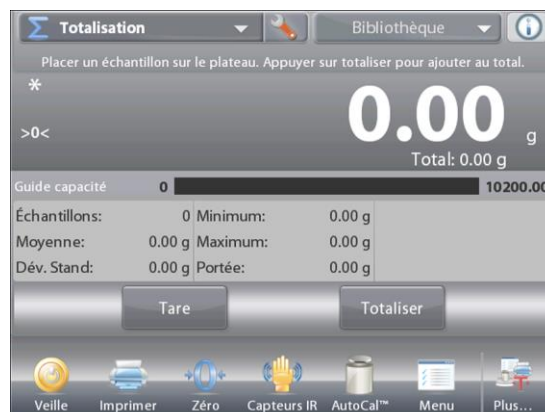 Σ Totalisation Bibliothèque
Placer un échantillon sur le plateau. Appuyer sur totaliser pour ajouter au total.
*
0.00 g
>0<
Total: 0.00 g
Guide capacité 0 10200.00
Échantillons: 0 Minimum: 0.00 g
Moyenne: 0.00 g Maximum: 0.00 g
Dév. Stand: 0.00 g Portée: 0.00 g
Tare Totaliser
Veille Imprimer Zéro Capteurs IR AutoCal™ Menu Plus...